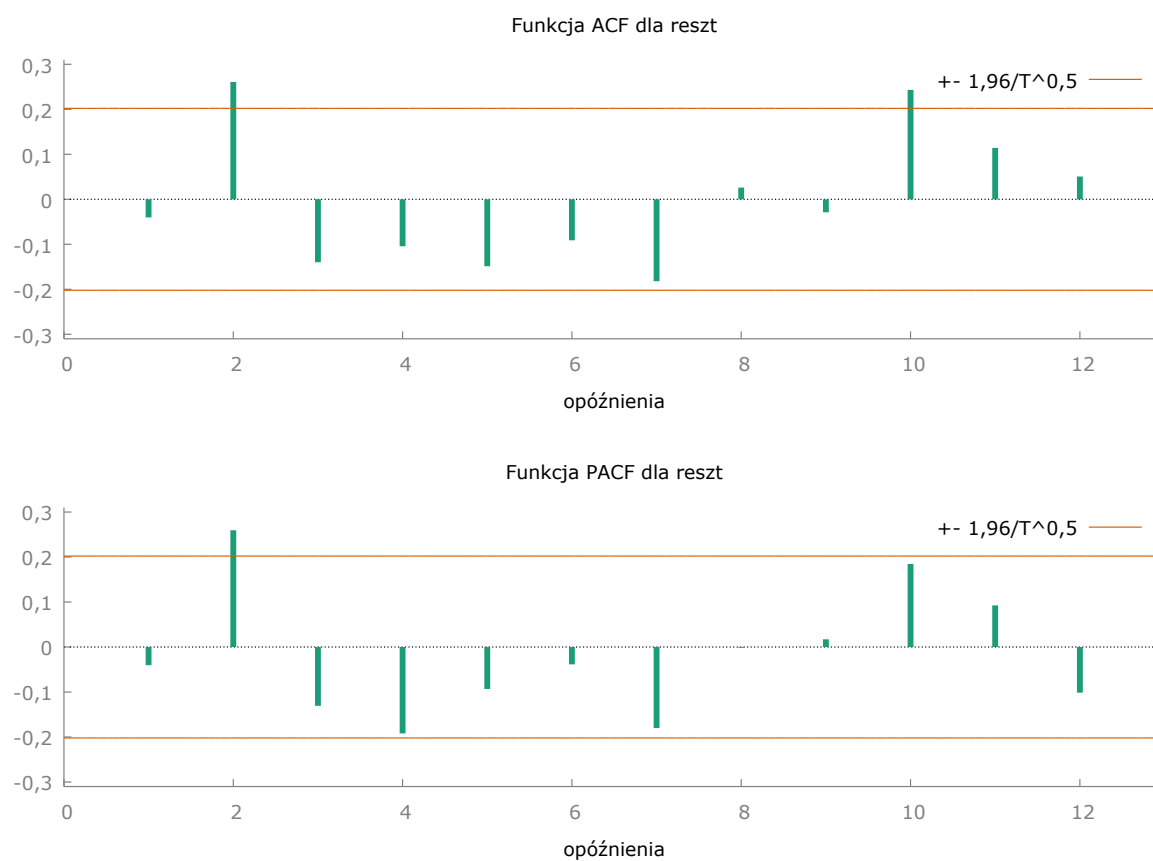 Funkcja ACF dla reszt
0,3
+- 1,96/T^0,5
0,2
0,1
0
-0,1
-0,2
-0,3
0 2 4 6 8 10 12
opóźnienia
Funkcja PACF dla reszt
0,3
+- 1,96/T^0,5
0,2
0,1
0
-0,1
-0,2
-0,3
0 2 4 6 8 10 12
opóźnienia